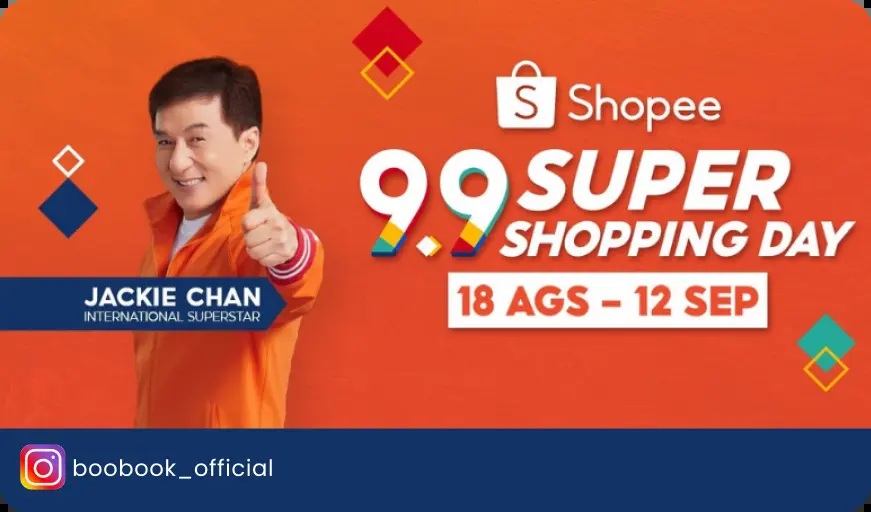 S Shopee
9.9 SUPER
SHOPPING DAY
18 AGS – 12 SEP
JACKIE CHAN
INTERNATIONAL SUPERSTAR
boobook_official